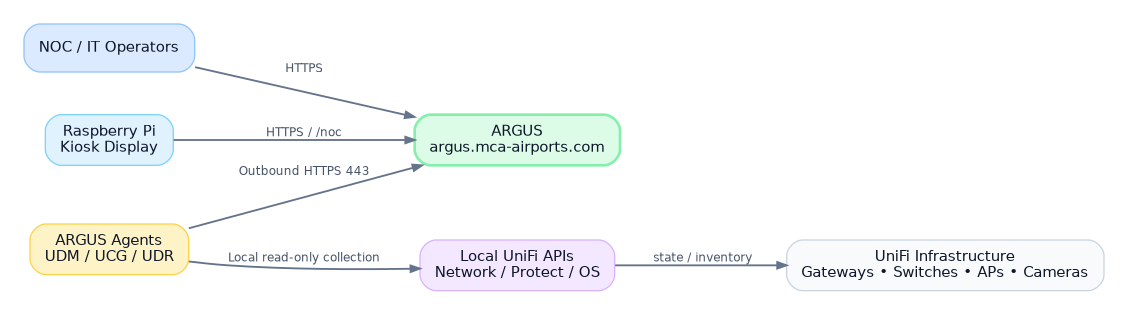 NOC / IT Operators
HTTPS
Raspberry Pi
Kiosk Display
HTTPS / /noc
ARGUS
argus.mca-airports.com
Outbound HTTPS 443
ARGUS Agents
UDM / UCG / UDR
Local read-only collection
Local UniFi APIs
Network / Protect / OS
state / inventory
UniFi Infrastructure
Gateways • Switches • APs • Cameras